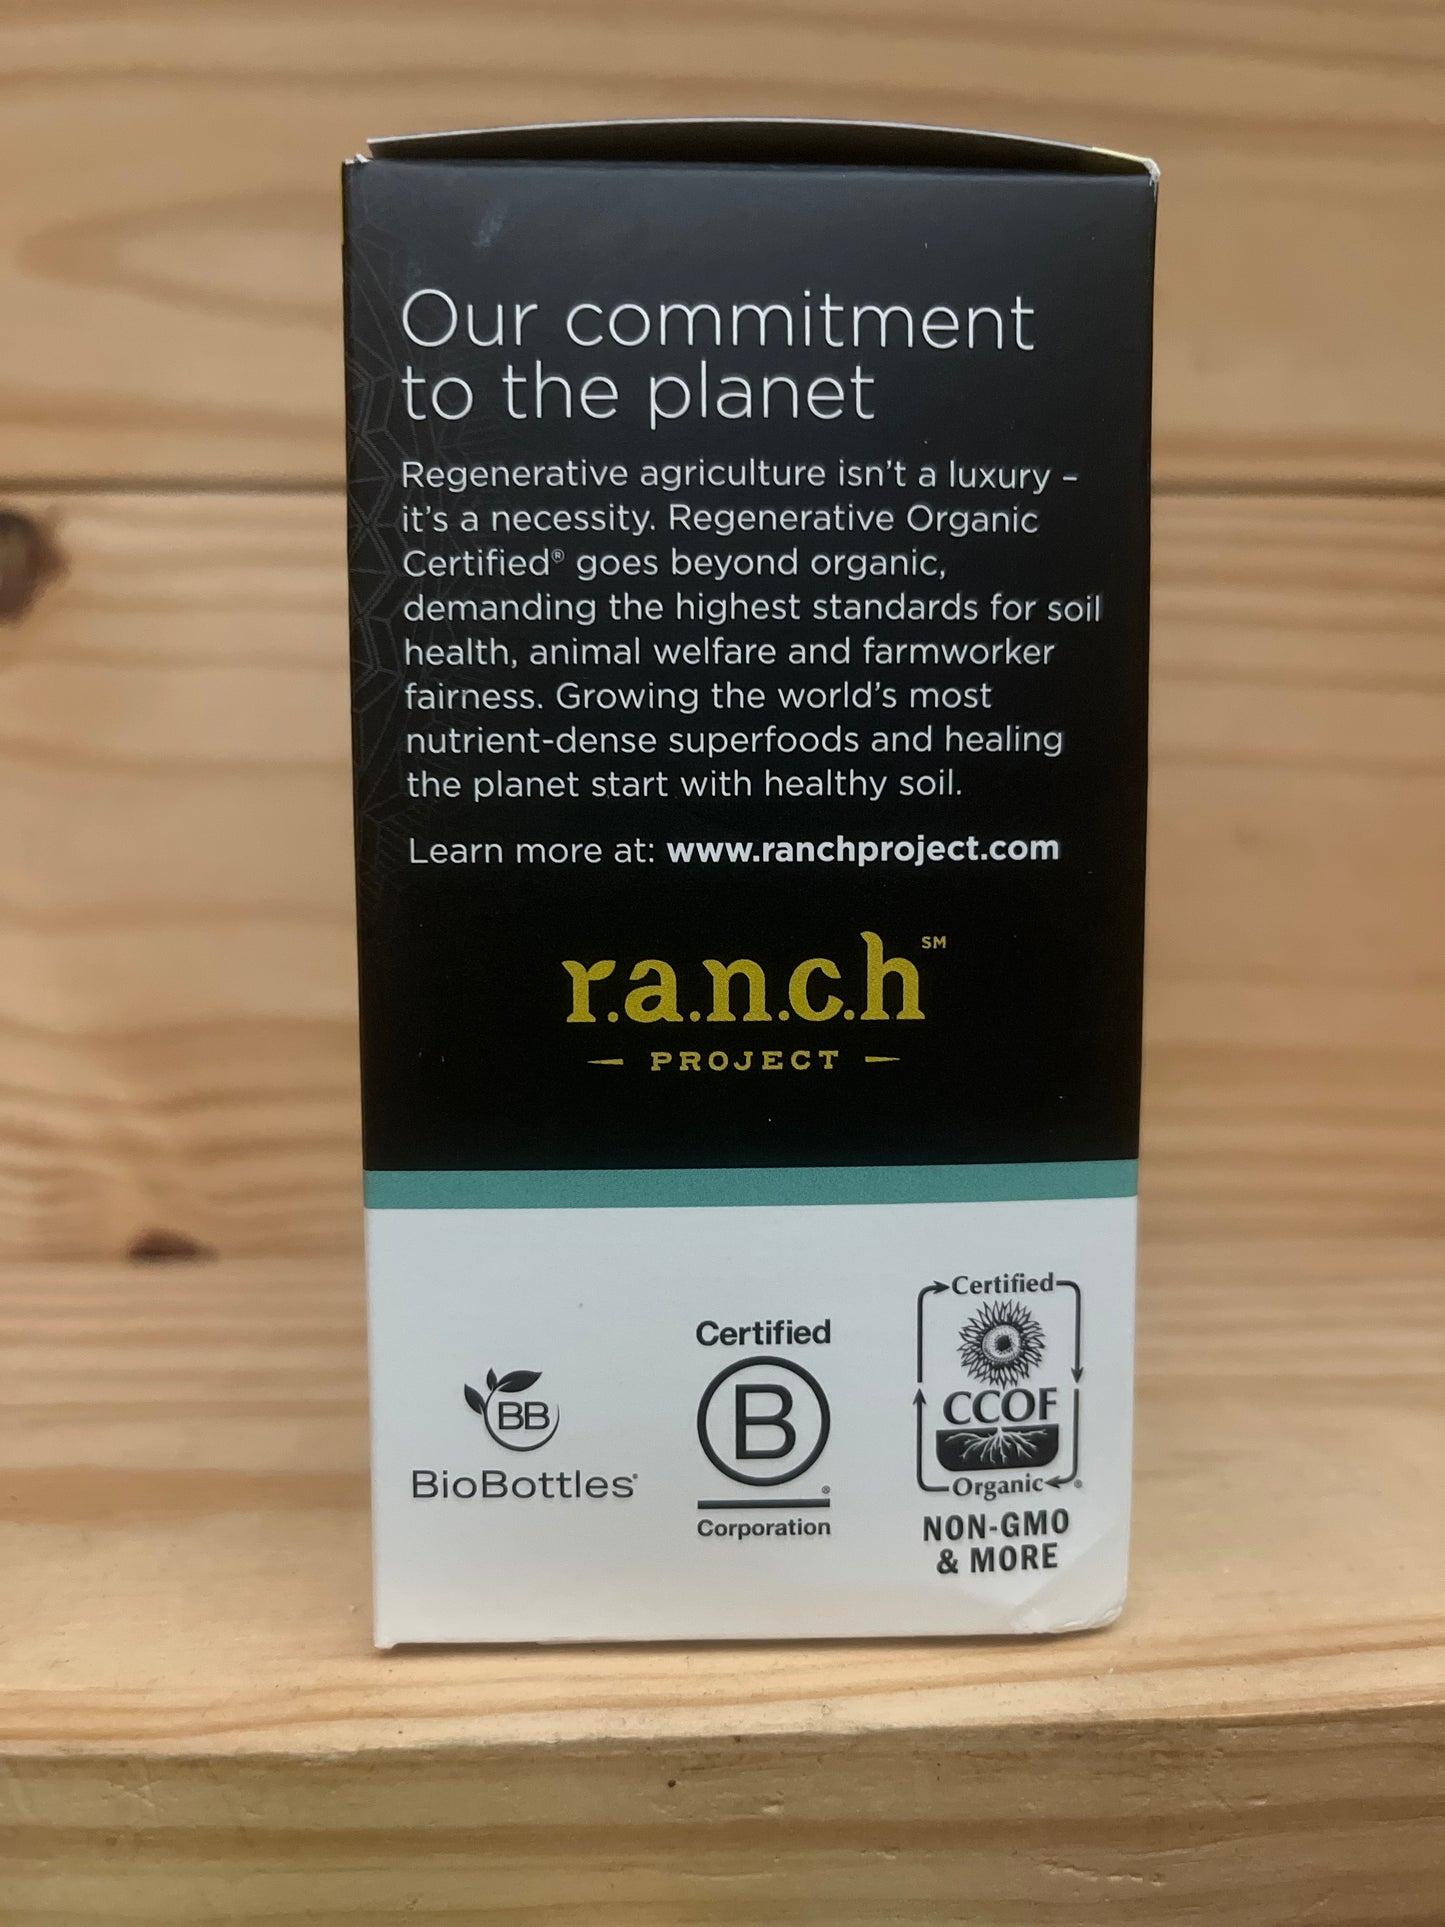 Our commitment
to the planet
Regenerative agriculture isn't a luxury –
it's a necessity. Regenerative Organic
Certified® goes beyond organic,
demanding the highest standards for soil
health, animal welfare and farmworker
fairness. Growing the world's most
nutrient-dense superfoods and healing
the planet start with healthy soil.
Learn more at: www.ranchproject.com
r.a.n.c.h℠
PROJECT
BB
BioBottles®
Certified
B
®
Corporation
Certified
CCOF
Organic®
NON-GMO
& MORE